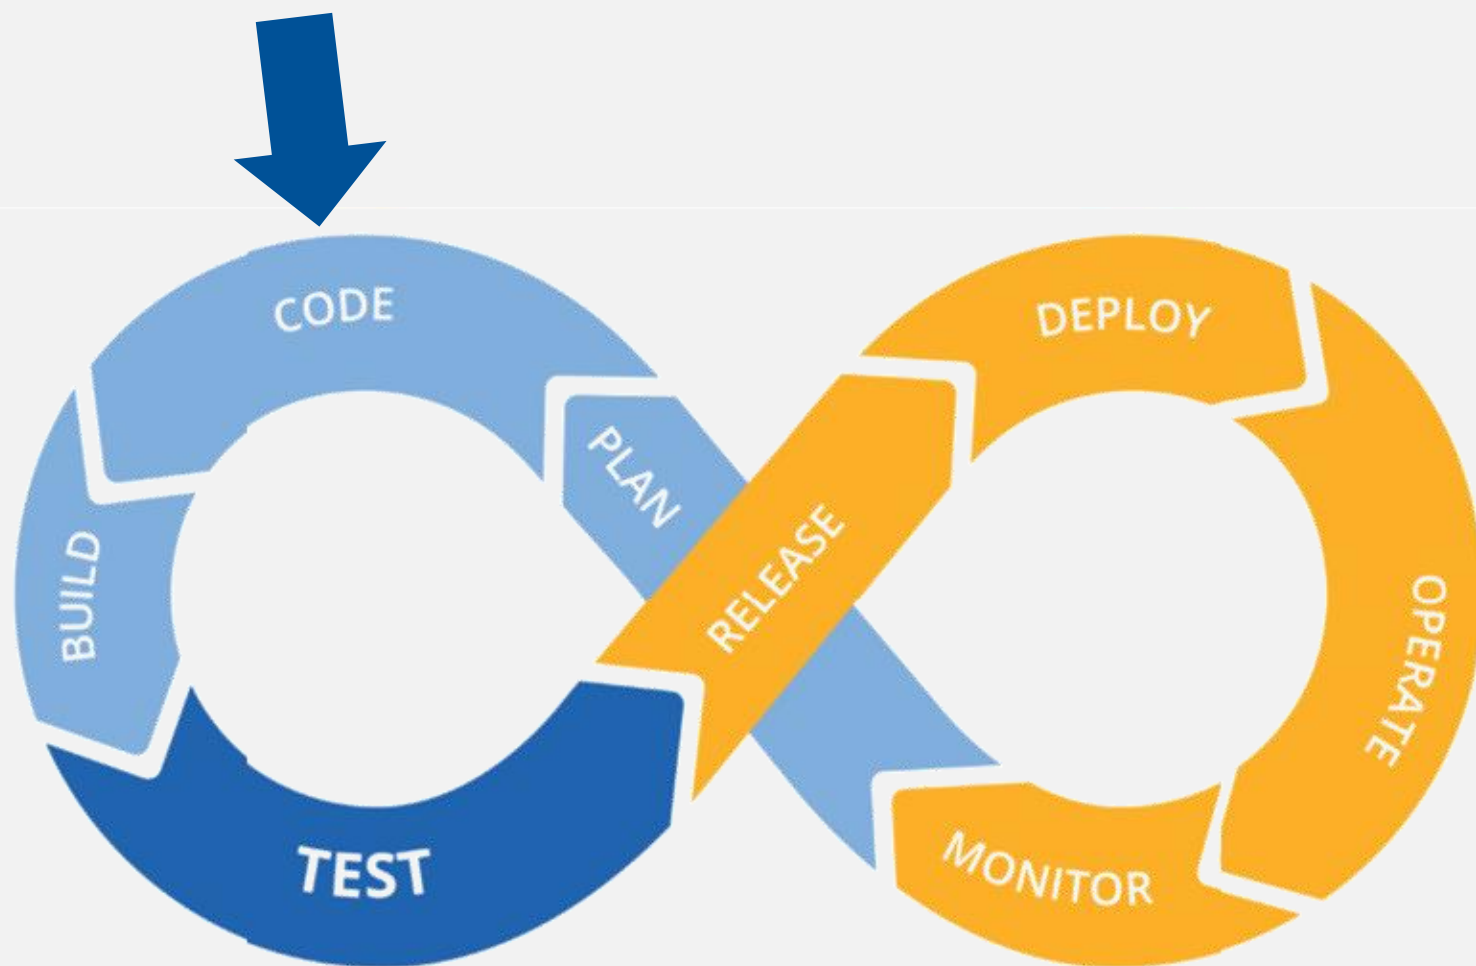 CODE
DEPLOY
PLAN
RELEASE
BUILD
OPERATE
TEST
MONITOR